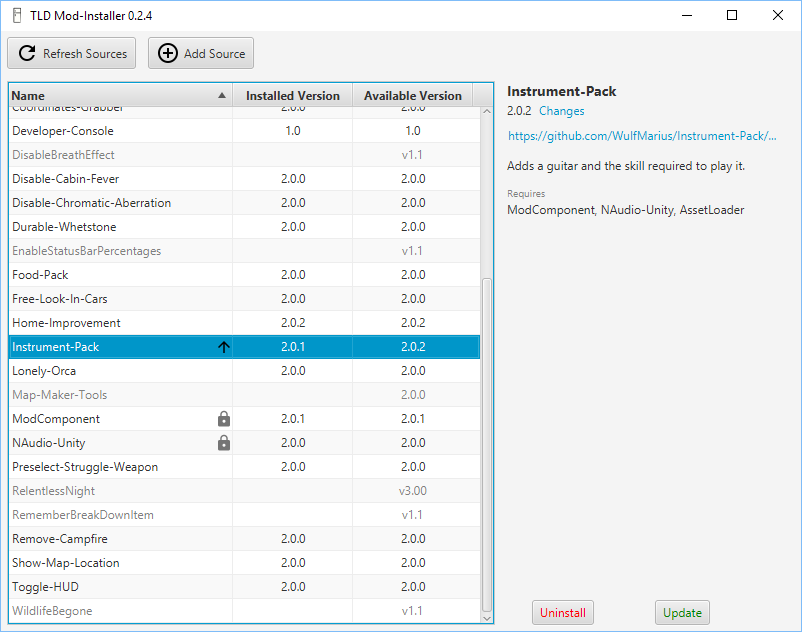 TLD Mod-Installer 0.2.4
Refresh Sources Add Source
Name Installed Version Available Version
Coordinates-Grabber 2.0.0 2.0.0
Developer-Console 1.0 1.0
DisableBreathEffect v1.1
Disable-Cabin-Fever 2.0.0 2.0.0
Disable-Chromatic-Aberration 2.0.0 2.0.0
Durable-Whetstone 2.0.0 2.0.0
EnableStatusBarPercentages v1.1
Food-Pack 2.0.0 2.0.0
Free-Look-In-Cars 2.0.0 2.0.0
Home-Improvement 2.0.2 2.0.2
Instrument-Pack 2.0.1 2.0.2
Lonely-Orca 2.0.0 2.0.0
Map-Maker-Tools 2.0.0
ModComponent 2.0.1 2.0.1
NAudio-Unity 2.0.0 2.0.0
Preselect-Struggle-Weapon 2.0.0 2.0.0
RelentlessNight v3.00
RememberBreakDownItem v1.1
Remove-Campfire 2.0.0 2.0.0
Show-Map-Location 2.0.0 2.0.0
Toggle-HUD 2.0.0 2.0.0
WildlifeBegone v1.1
Instrument-Pack
2.0.2 Changes
https://github.com/WulfMarius/Instrument-Pack/...
Adds a guitar and the skill required to play it.
Requires
ModComponent, NAudio-Unity, AssetLoader
Uninstall Update